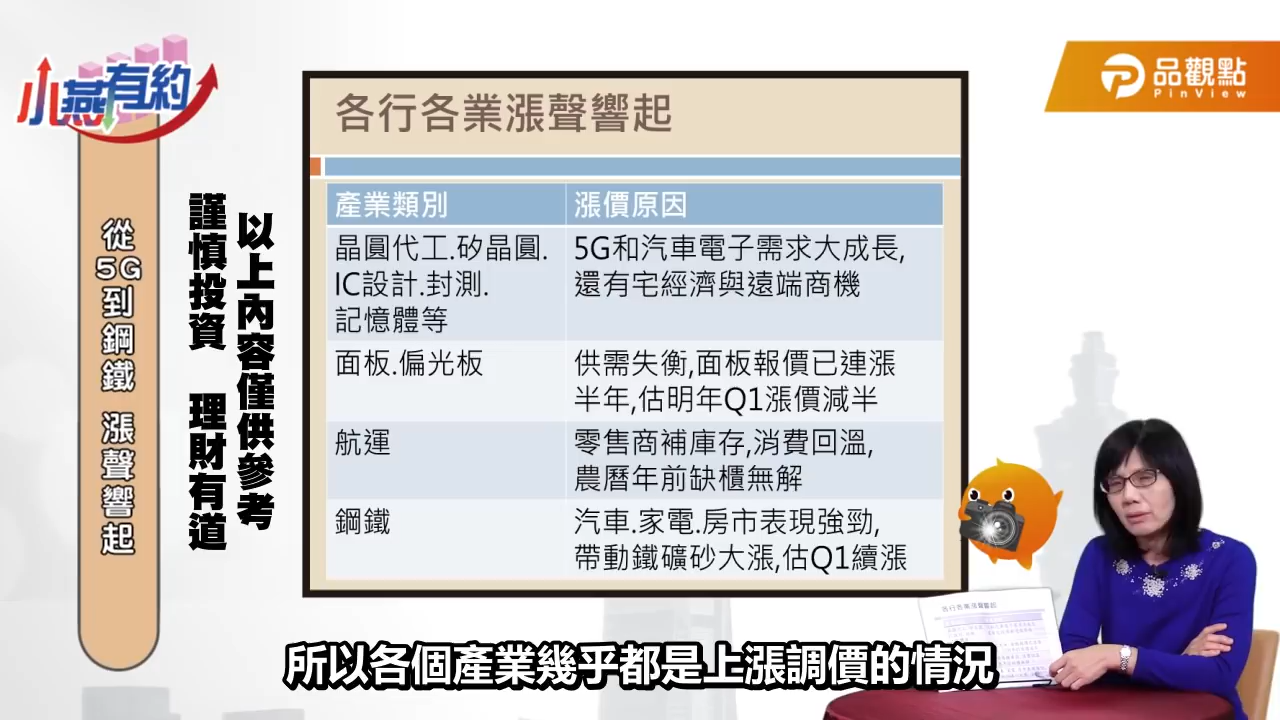 小燕有約
品觀點
PinView
從5G到鋼鐵 漲聲響起
以上內容僅供參考
謹慎投資 理財有道
各行各業漲聲響起
產業類別
漲價原因
晶圓代工.矽晶圓.
IC設計.封測.
記憶體等
5G和汽車電子需求大成長,
還有宅經濟與遠端商機
面板.偏光板
供需失衡,面板報價已連漲
半年,估明年Q1漲價減半
航運
零售商補庫存,消費回溫,
農曆年前缺櫃無解
鋼鐵
汽車.家電.房市表現強勁,
帶動鐵礦砂大漲,估Q1續漲
各行各業漲聲響起
所以各個產業幾乎都是上漲調價的情況